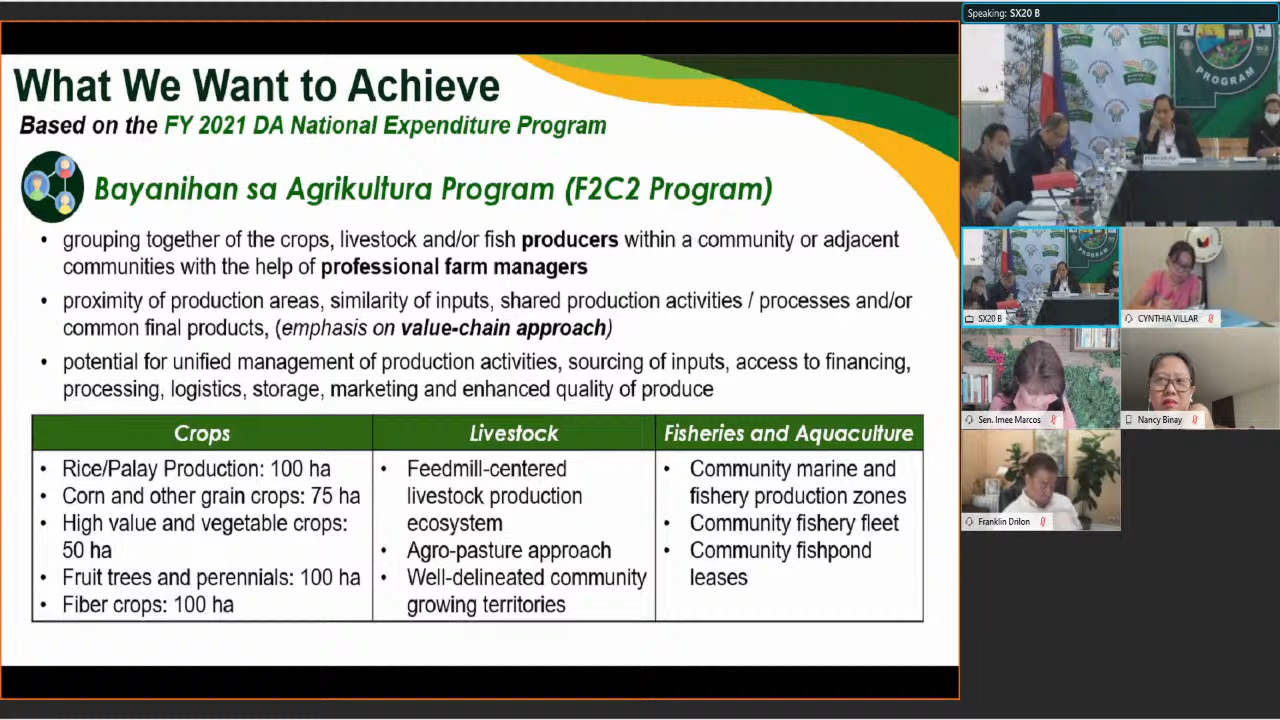 Speaking: SX20 B
What We Want to Achieve
Based on the FY 2021 DA National Expenditure Program
Bayanihan sa Agrikultura Program (F2C2 Program)
• grouping together of the crops, livestock and/or fish producers within a community or adjacent
communities with the help of professional farm managers
• proximity of production areas, similarity of inputs, shared production activities / processes and/or
common final products, (emphasis on value-chain approach)
• potential for unified management of production activities, sourcing of inputs, access to financing,
processing, logistics, storage, marketing and enhanced quality of produce
Crops
• Rice/Palay Production: 100 ha
• Corn and other grain crops: 75 ha
• High value and vegetable crops:
50 ha
• Fruit trees and perennials: 100 ha
• Fiber crops: 100 ha
Livestock
• Feedmill-centered
livestock production
ecosystem
• Agro-pasture approach
• Well-delineated community
growing territories
Fisheries and Aquaculture
• Community marine and
fishery production zones
• Community fishery fleet
• Community fishpond
leases
PROGRAM
PROGRAM
SX20 B
CYNTHIA VILLAR
Sen. Imee Marcos
Nancy Binay
Franklin Drilon